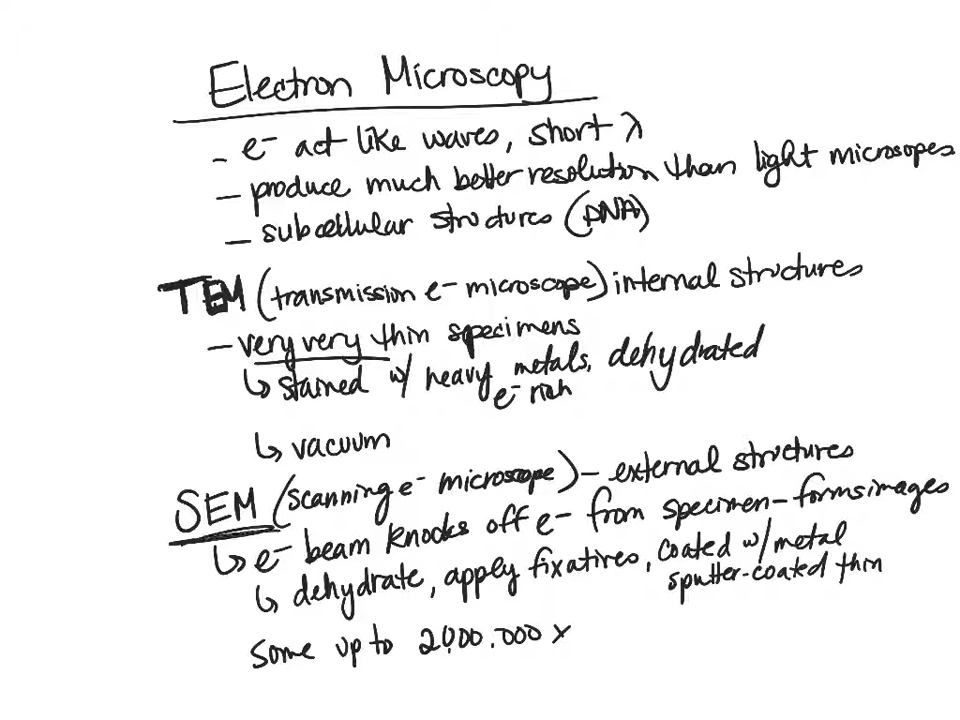 Electron Microscopy
- e- act like waves, short λ
- produce much better resolution than light microsopes
- subcellular structures (DNA)
TEM (transmission e- microscope) internal structures
- very very thin specimens
↳ stained w/ heavy metals, dehydrated
e- rich
↳ vacuum
SEM (scanning e- microscope) - external structures
↳ e- beam knocks off e- from specimen - forms images
↳ dehydrate, apply fixatires, coated w/ metal
sputter-coated thin
some up to 2,000.000 x